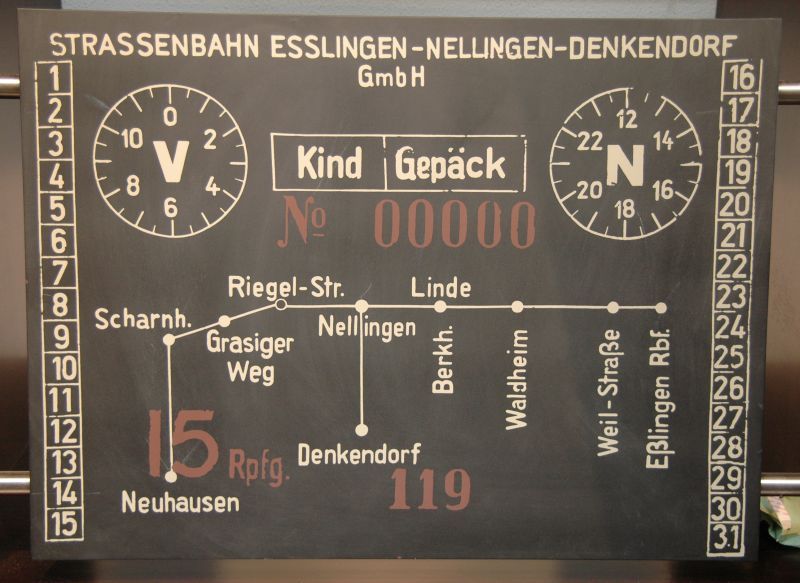 STRASSENBAHN ESSLINGEN-NELLINGEN-DENKENDORF
GmbH
1
2
3
4
5
6
7
8
9
10
11
12
13
14
15
0
2
4
6
8
10
V
Kind Gepäck
№ 00000
12
14
16
18
20
22
N
Riegel-Str.
Linde
Scharnh.
Grasiger
Weg
Nellingen
Berkh.
Waldheim
Weil-Straße
Eßlingen Rbf.
15 Rpfg.
Denkendorf
119
Neuhausen
16
17
18
19
20
21
22
23
24
25
26
27
28
29
30
31